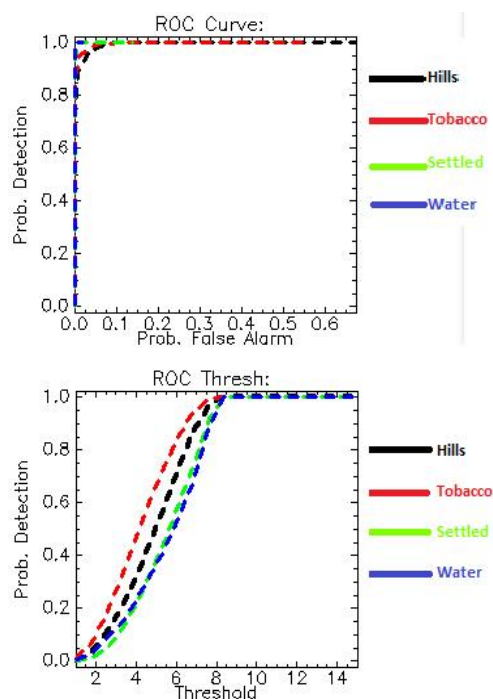 ROC Curve:
1.0
0.8
0.6
0.4
0.2
0.0
Prob. Detection
0.0 0.1 0.2 0.3 0.4 0.5 0.6
Prob. False Alarm
Hills
Tobacco
Settled
Water
ROC Thresh:
1.0
0.8
0.6
0.4
0.2
0.0
Prob. Detection
2 4 6 8 10 12 14
Threshold
Hills
Tobacco
Settled
Water